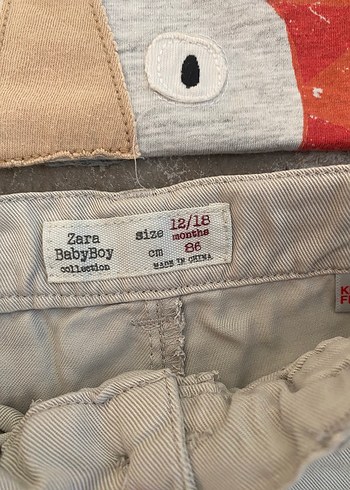 Zara
BabyBoy
collection
size 12/18
months
cm 86
MADE IN CHINA